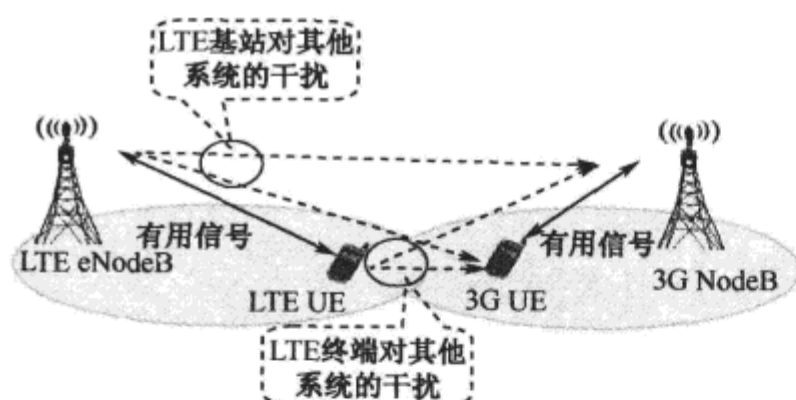 LTE基站对其他
系统的干扰
有用信号
有用信号
LTE eNodeB
LTE UE
3G UE
3G NodeB
LTE终端对其他
系统的干扰